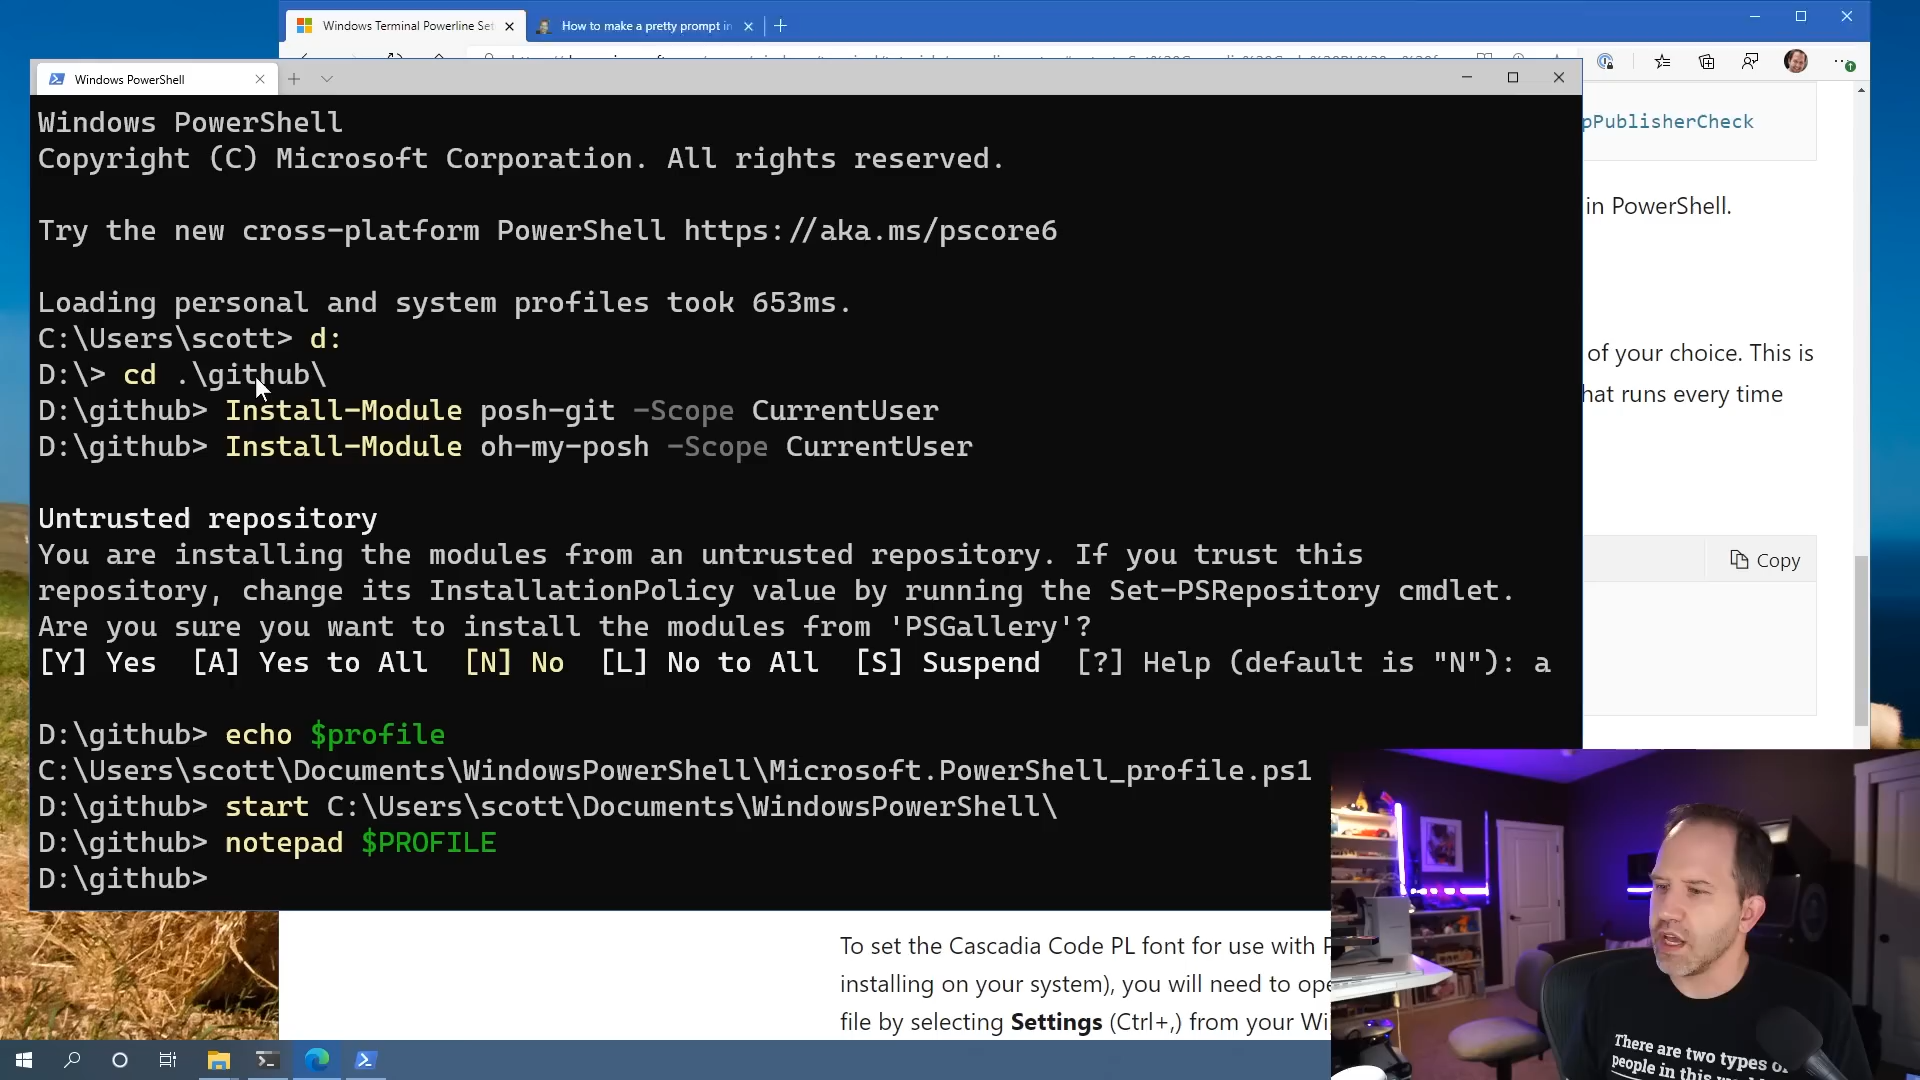 Windows Terminal Powerline Set
How to make a pretty prompt in
Windows PowerShell
Windows PowerShell
Copyright (C) Microsoft Corporation. All rights reserved.
Try the new cross-platform PowerShell https://aka.ms/pscore6
Loading personal and system profiles took 653ms.
C:\Users\scott> d:
D:\> cd .\github\
D:\github> Install-Module posh-git -Scope CurrentUser
D:\github> Install-Module oh-my-posh -Scope CurrentUser
Untrusted repository
You are installing the modules from an untrusted repository. If you trust this
repository, change its InstallationPolicy value by running the Set-PSRepository cmdlet.
Are you sure you want to install the modules from 'PSGallery'?
[Y] Yes  [A] Yes to All  [N] No  [L] No to All  [S] Suspend  [?] Help (default is "N"): a
D:\github> echo $profile
C:\Users\scott\Documents\WindowsPowerShell\Microsoft.PowerShell_profile.ps1
D:\github> start C:\Users\scott\Documents\WindowsPowerShell\
D:\github> notepad $PROFILE
D:\github>
pPublisherCheck
in PowerShell.
of your choice. This is
hat runs every time
Copy
To set the Cascadia Code PL font for use with P
installing on your system), you will need to ope
file by selecting Settings (Ctrl+,) from your Wi
There are two types of
people in this